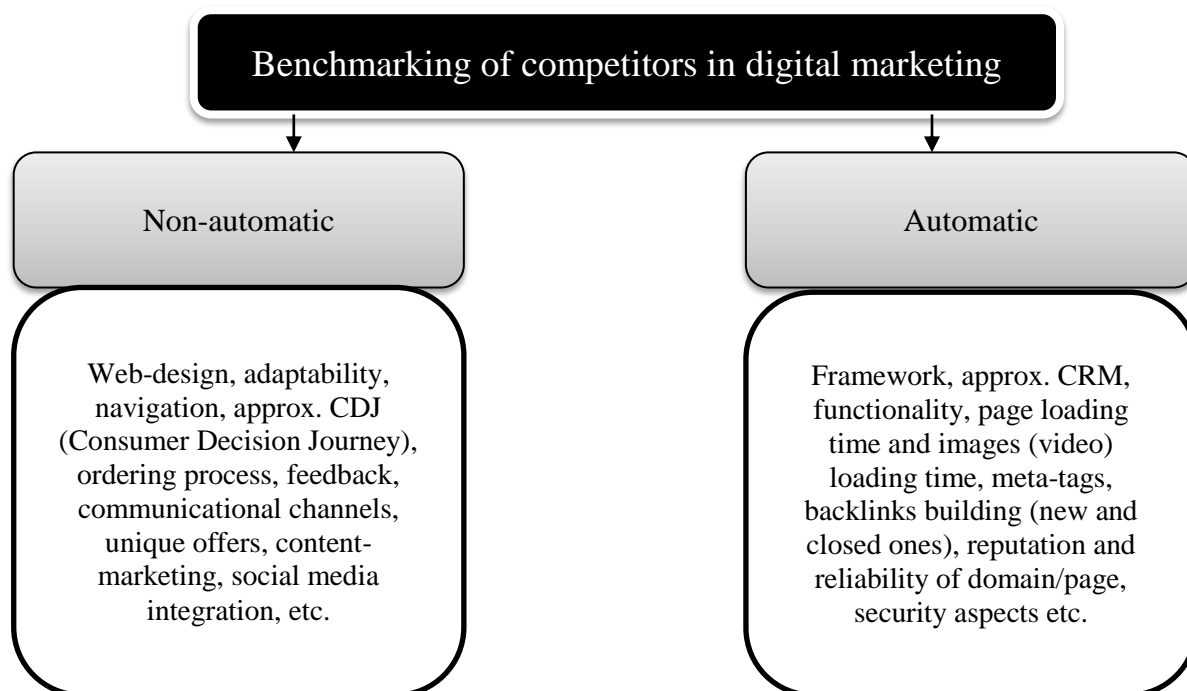 Benchmarking of competitors in digital marketing
Non-automatic
Automatic
Web-design, adaptability,
navigation, approx. CDJ
(Consumer Decision Journey),
ordering process, feedback,
communicational channels,
unique offers, content-
marketing, social media
integration, etc.
Framework, approx. CRM,
functionality, page loading
time and images (video)
loading time, meta-tags,
backlinks building (new and
closed ones), reputation and
reliability of domain/page,
security aspects etc.